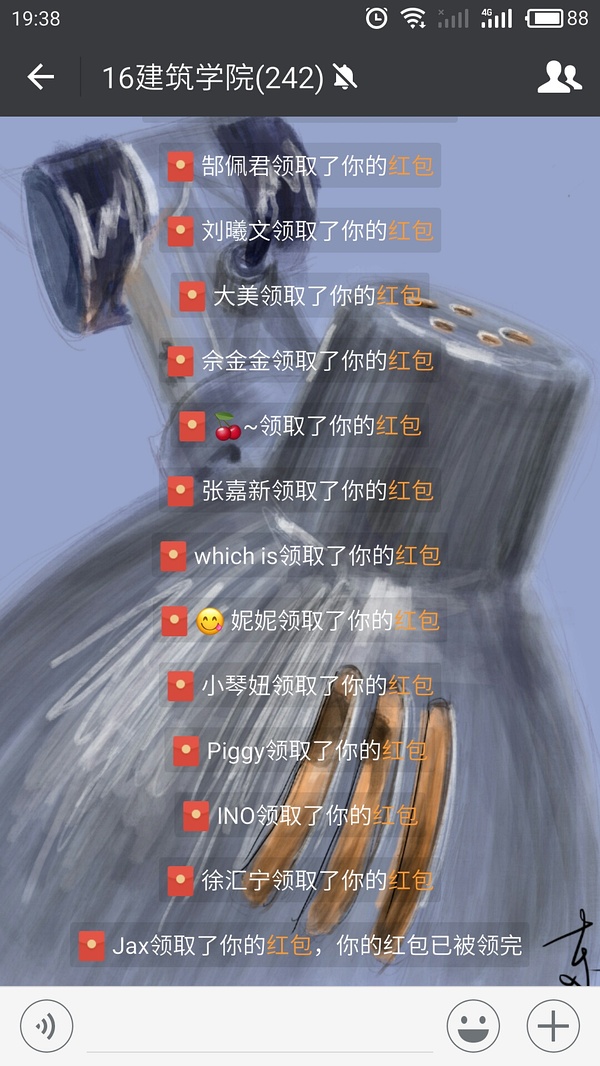 19:38
4G
88
16建筑学院(242)
郜佩君领取了你的红包
刘曦文领取了你的红包
大美领取了你的红包
佘金金领取了你的红包
🍒~领取了你的红包
张嘉新领取了你的红包
which is领取了你的红包
😋 妮妮领取了你的红包
小琴妞领取了你的红包
Piggy领取了你的红包
INO领取了你的红包
徐汇宁领取了你的红包
Jax领取了你的红包，你的红包已被领完